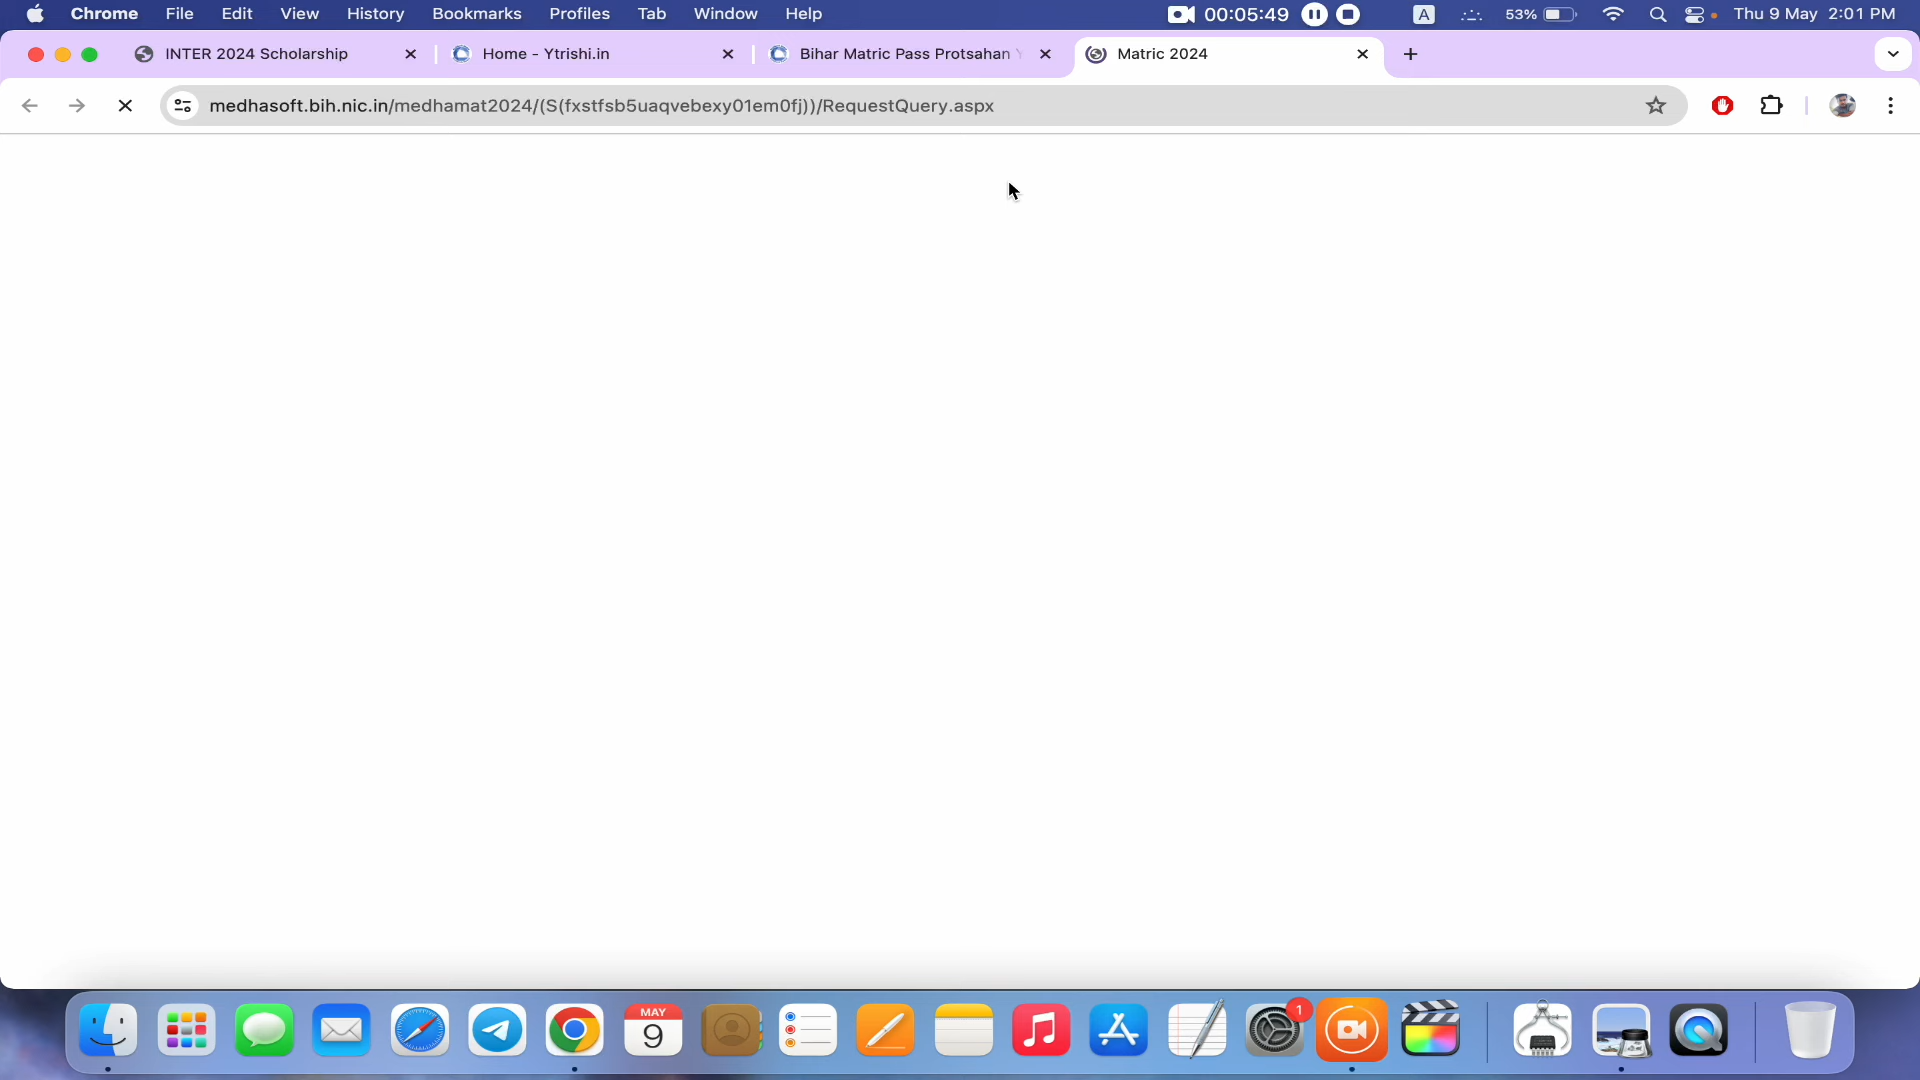 Chrome File Edit View History Bookmarks Profiles Tab Window Help 00:05:49 A 53% Thu 9 May 2:01 PM
INTER 2024 Scholarship Home - Ytrishi.in Bihar Matric Pass Protsahan Matric 2024
medhasoft.bih.nic.in/medhamat2024/(S(fxstfsb5uaqvebexy01em0fj))/RequestQuery.aspx
MAY
9
1